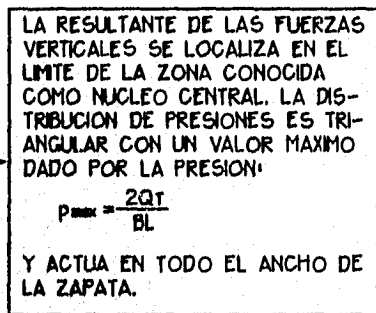 LA RESULTANTE DE LAS FUERZAS
VERTICALES SE LOCALIZA EN EL
LIMITE DE LA ZONA CONOCIDA
COMO NUCLEO CENTRAL. LA DIS-
TRIBUCION DE PRESIONES ES TRI-
ANGULAR CON UN VALOR MAXIMO
DADO POR LA PRESION:
Pmax = 2QT / BL
Y ACTUA EN TODO EL ANCHO DE
LA ZAPATA.